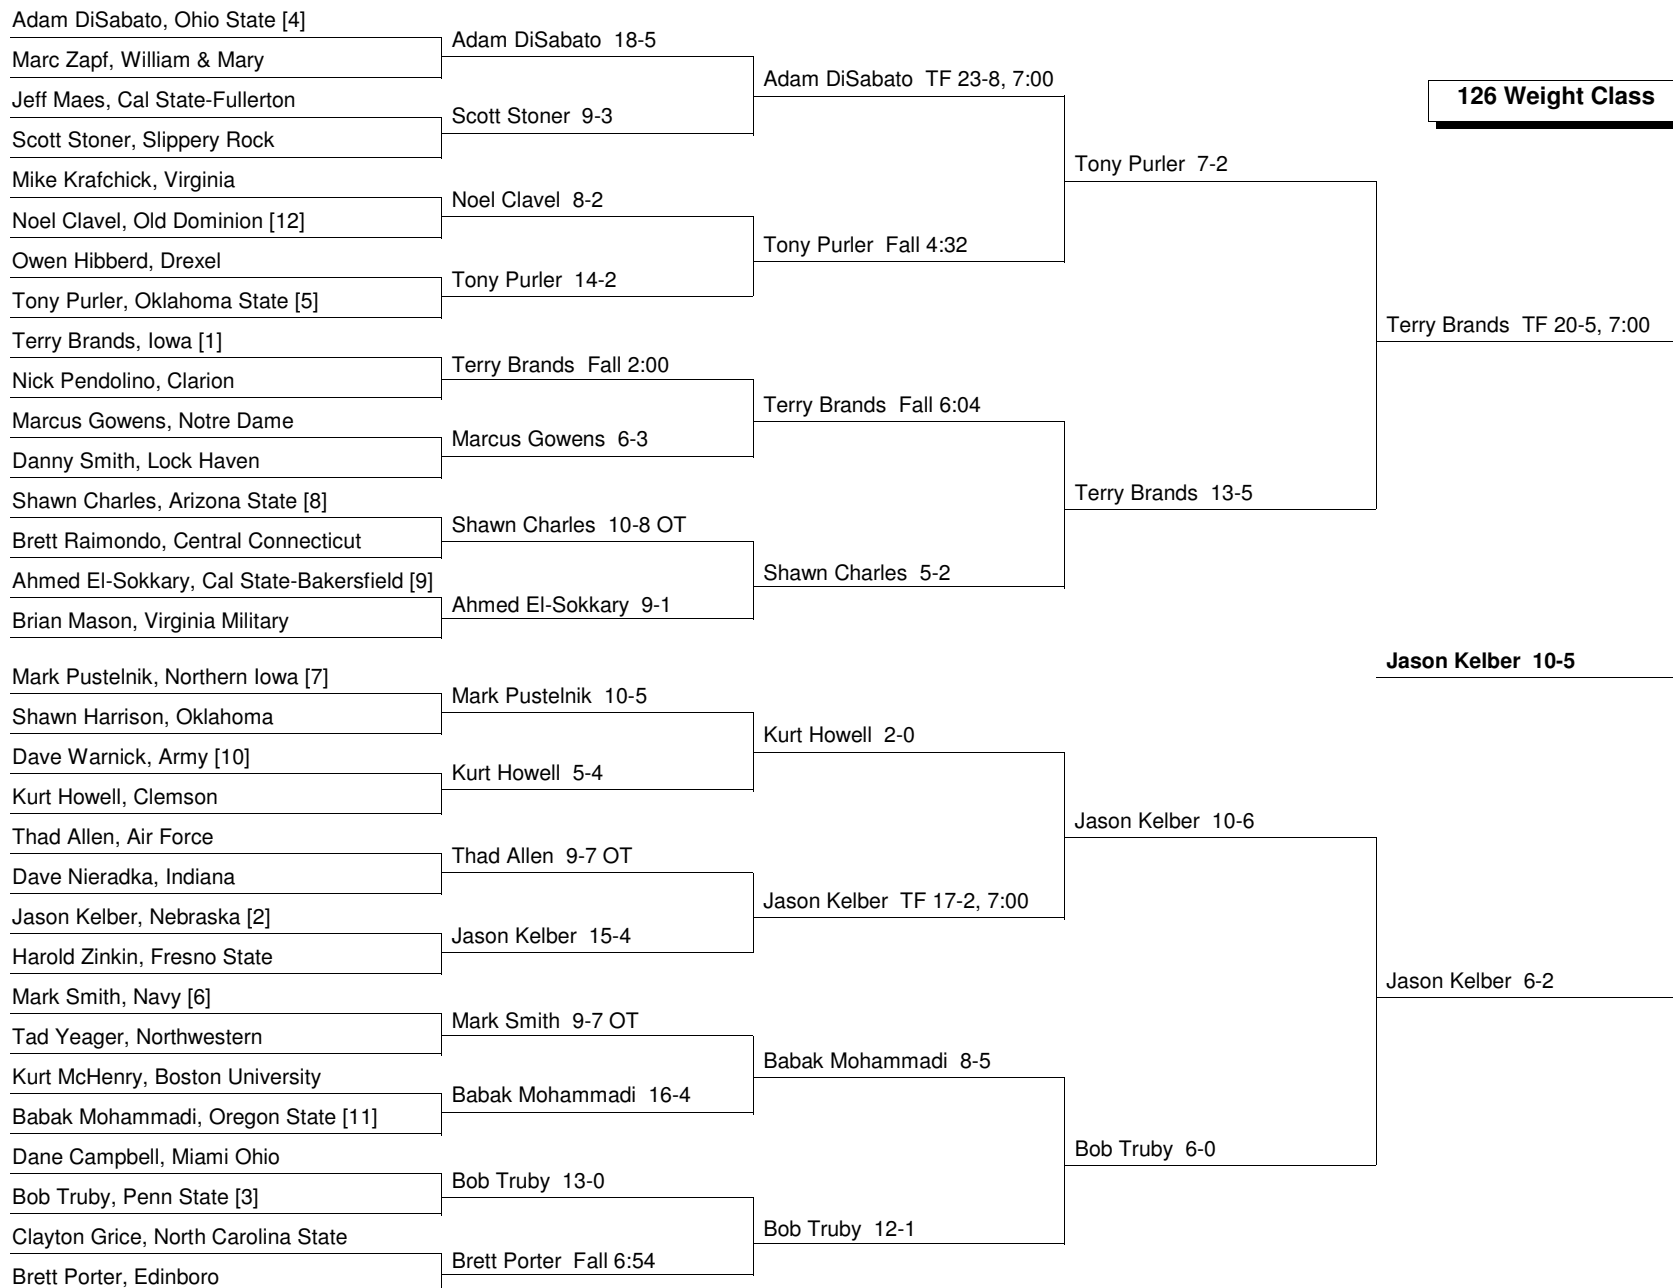 Adam DiSabato, Ohio State [4]
Marc Zapf, William & Mary
Jeff Maes, Cal State-Fullerton
Scott Stoner, Slippery Rock
Mike Krafchick, Virginia
Noel Clavel, Old Dominion [12]
Owen Hibberd, Drexel
Tony Purler, Oklahoma State [5]
Terry Brands, Iowa [1]
Nick Pendolino, Clarion
Marcus Gowens, Notre Dame
Danny Smith, Lock Haven
Shawn Charles, Arizona State [8]
Brett Raimondo, Central Connecticut
Ahmed El-Sokkary, Cal State-Bakersfield [9]
Brian Mason, Virginia Military
Mark Pustelnik, Northern Iowa [7]
Shawn Harrison, Oklahoma
Dave Warnick, Army [10]
Kurt Howell, Clemson
Thad Allen, Air Force
Dave Nieradka, Indiana
Jason Kelber, Nebraska [2]
Harold Zinkin, Fresno State
Mark Smith, Navy [6]
Tad Yeager, Northwestern
Kurt McHenry, Boston University
Babak Mohammadi, Oregon State [11]
Dane Campbell, Miami Ohio
Bob Truby, Penn State [3]
Clayton Grice, North Carolina State
Brett Porter, Edinboro
Adam DiSabato 18-5
Scott Stoner 9-3
Noel Clavel 8-2
Tony Purler 14-2
Terry Brands Fall 2:00
Marcus Gowens 6-3
Shawn Charles 10-8 OT
Ahmed El-Sokkary 9-1
Mark Pustelnik 10-5
Kurt Howell 5-4
Thad Allen 9-7 OT
Jason Kelber 15-4
Mark Smith 9-7 OT
Babak Mohammadi 16-4
Bob Truby 13-0
Brett Porter Fall 6:54
Adam DiSabato TF 23-8, 7:00
Tony Purler Fall 4:32
Terry Brands Fall 6:04
Shawn Charles 5-2
Kurt Howell 2-0
Jason Kelber TF 17-2, 7:00
Babak Mohammadi 8-5
Bob Truby 12-1
Tony Purler 7-2
Terry Brands 13-5
Jason Kelber 10-6
Bob Truby 6-0
126 Weight Class
Terry Brands TF 20-5, 7:00
Jason Kelber 10-5
Jason Kelber 6-2